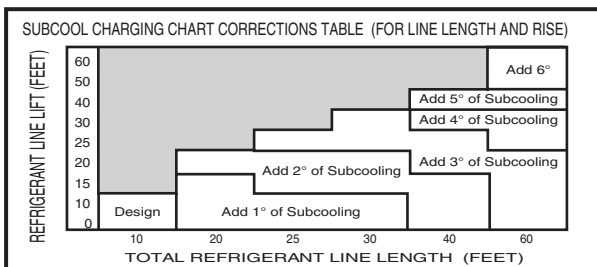 SUBCOOL CHARGING CHART CORRECTIONS TABLE (FOR LINE LENGTH AND RISE)
REFRIGERANT LINE LIFT (FEET)
60
50
40
30
25
20
15
10
0
Add 6°
Add 5° of Subcooling
Add 4° of Subcooling
Add 3° of Subcooling
Add 2° of Subcooling
Design
Add 1° of Subcooling
10 20 25 30 40 60
TOTAL REFRIGERANT LINE LENGTH (FEET)